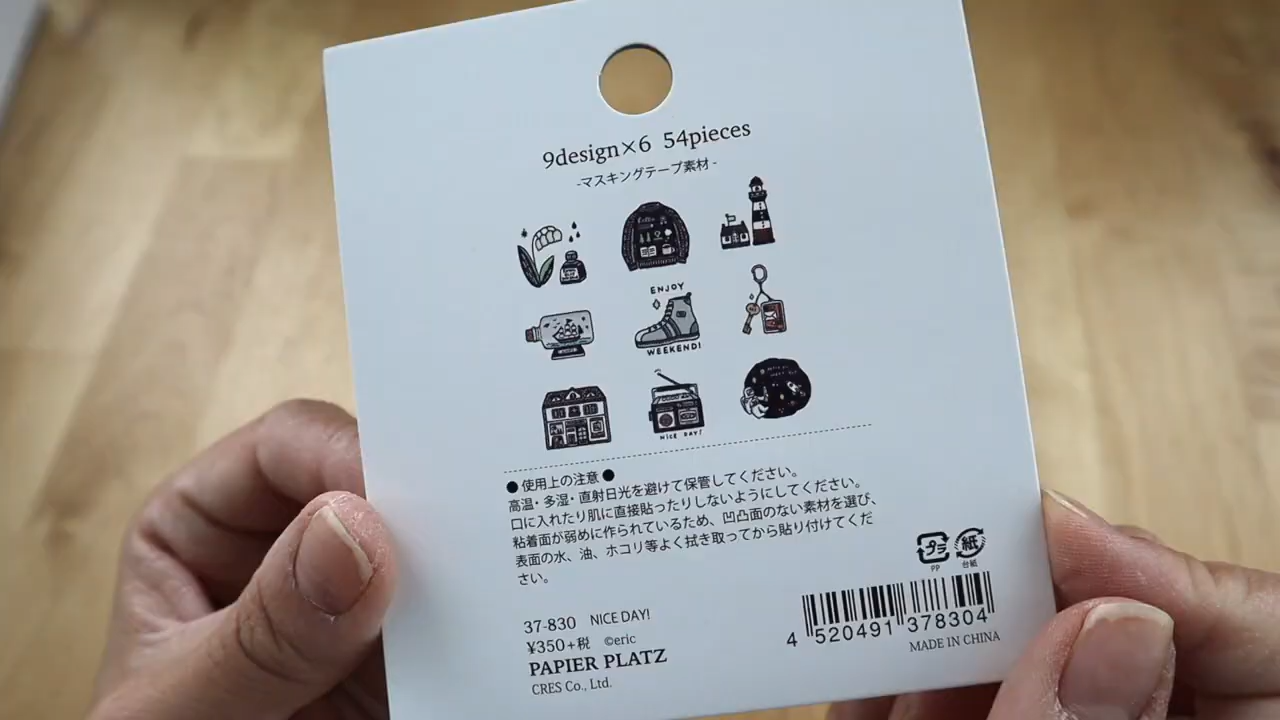 9design×6 54pieces
-マスキングテープ素材-
ENJOY
WEEKEND!
NICE DAY!
●使用上の注意●
高温・多湿・直射日光を避けて保管してください。
口に入れたり肌に直接貼ったりしないようにしてください。
粘着面が弱めに作られているため、凹凸面のない素材を選び、
表面の水、油、ホコリ等よく拭き取ってから貼り付けてくだ
さい。
プラ 紙
PP 台紙
37-830 NICE DAY!
¥350+税 ©eric
PAPIER PLATZ
CRES Co., Ltd.
4 520491 378304
MADE IN CHINA